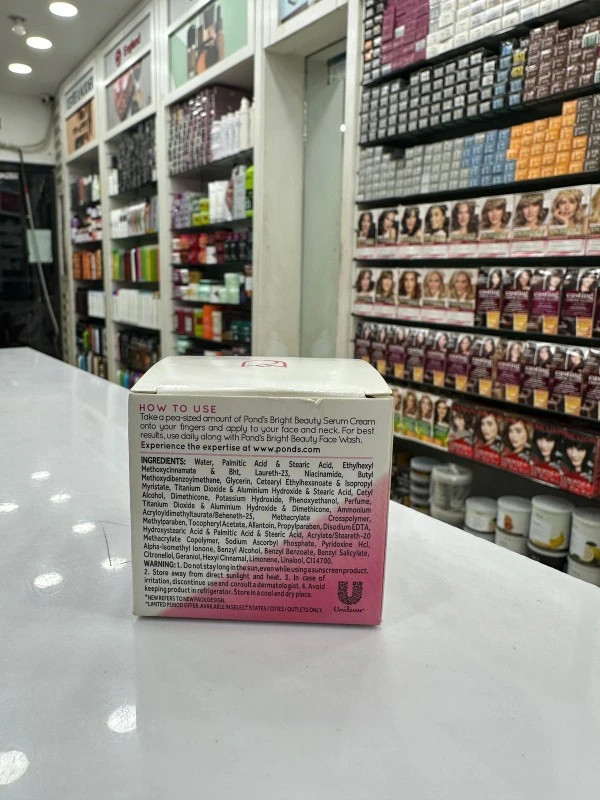 HOW TO USE
Take a pea-sized amount of Pond's Bright Beauty Serum Cream
onto your fingers and apply to your face and neck. For best
results, use daily along with Pond's Bright Beauty Face Wash.
Experience the expertise at www.ponds.com
INGREDIENTS: Water, Palmitic Acid & Stearic Acid, Ethylhexyl
Methoxycinnamate & Bht, Laureth-23, Niacinamide, Butyl
Methoxydibenzoylmethane, Glycerin, Cetearyl Ethylhexanoate & Isopropyl
Myristate, Titanium Dioxide & Aluminium Hydroxide & Stearic Acid, Cetyl
Alcohol, Dimethicone, Potassium Hydroxide, Phenoxyethanol, Perfume,
Titanium Dioxide & Aluminium Hydroxide & Dimethicone, Ammonium
Acryloyldimethyltaurate/Beheneth-25, Methacrylate Crosspolymer,
Methylparaben, Tocopheryl Acetate, Allantoin, Propylparaben, Disodium EDTA,
Hydroxystearic Acid & Palmitic Acid & Stearic Acid, Acrylate/Steareth-20
Methacrylate Copolymer, Sodium Ascorbyl Phosphate, Pyridoxine Hcl,
Alpha-Isomethyl Ionone, Benzyl Alcohol, Benzyl Benzoate, Benzyl Salicylate,
Citronellol, Geraniol, Hexyl Cinnamal, Limonene, Linalool, CI14700.
WARNING: 1. Do not stay long in the sun, even while using a sunscreen product.
2. Store away from direct sunlight and heat. 3. In case of
irritation, discontinue use and consult a dermatologist. 4. Avoid
keeping product in refrigerator. Store in a cool and dry place.
*NEW REFERS TO NEW PACK DESIGN.
*LIMITED PERIOD OFFER. AVAILABLE IN SELECT STATES / CITIES / OUTLETS ONLY.
Unilever
casting